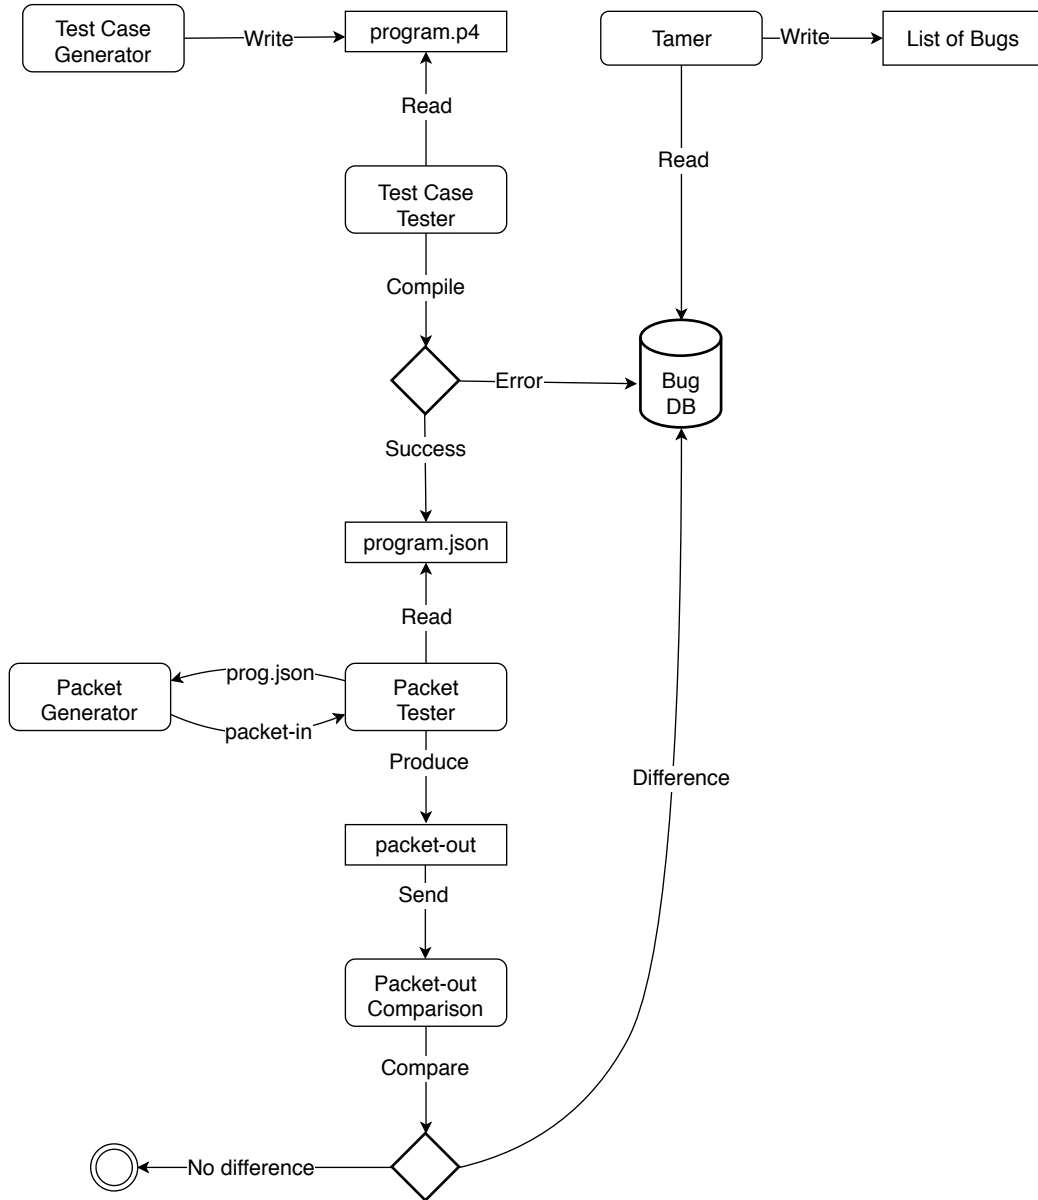 Test Case
Generator
Write
program.p4
Tamer
Write
List of Bugs
Read
Read
Test Case
Tester
Compile
Error
Bug
DB
Success
program.json
Read
Packet
Generator
prog.json
packet-in
Packet
Tester
Produce
Difference
packet-out
Send
Packet-out
Comparison
Compare
No difference